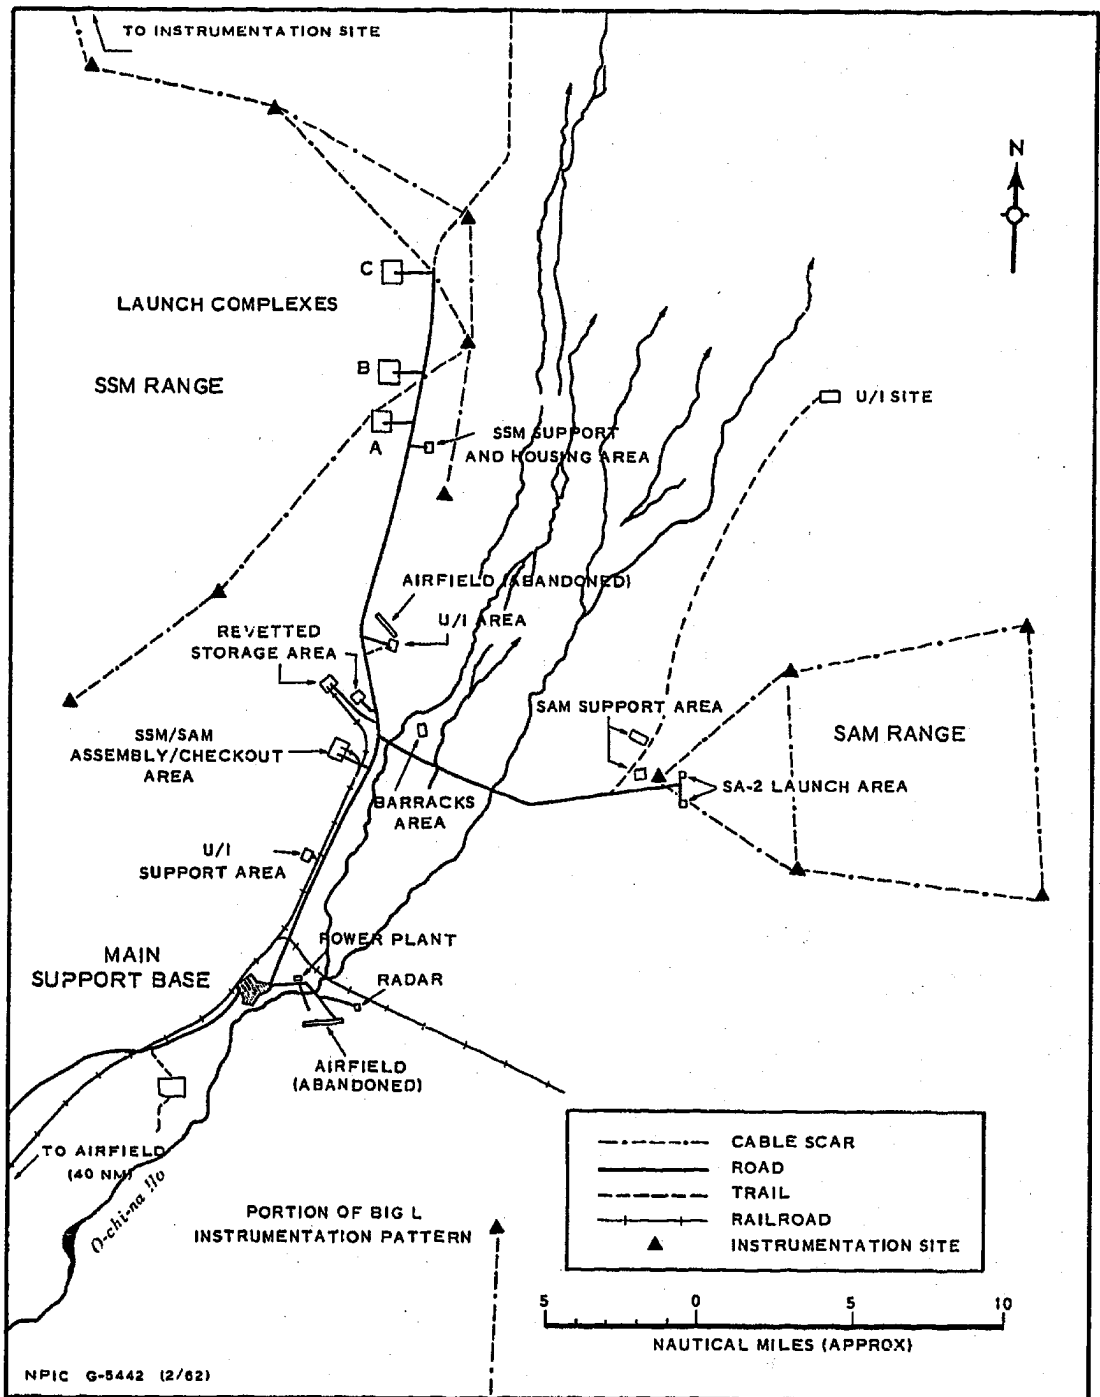 TO INSTRUMENTATION SITE
N
C
LAUNCH COMPLEXES
B
SSM RANGE
U/I SITE
A
SSM SUPPORT
AND HOUSING AREA
AIRFIELD (ABANDONED)
U/I AREA
REVETTED
STORAGE AREA
SAM SUPPORT AREA
SSM/SAM
ASSEMBLY/CHECKOUT
AREA
SAM RANGE
SA-2 LAUNCH AREA
BARRACKS
AREA
U/I
SUPPORT AREA
POWER PLANT
MAIN
SUPPORT BASE
RADAR
AIRFIELD
(ABANDONED)
TO AIRFIELD
(40 NM)
O-chi-na Ho
PORTION OF BIG L
INSTRUMENTATION PATTERN
CABLE SCAR
ROAD
TRAIL
RAILROAD
INSTRUMENTATION SITE
5 0 5 10
NAUTICAL MILES (APPROX)
NPIC G-5442 (2/62)